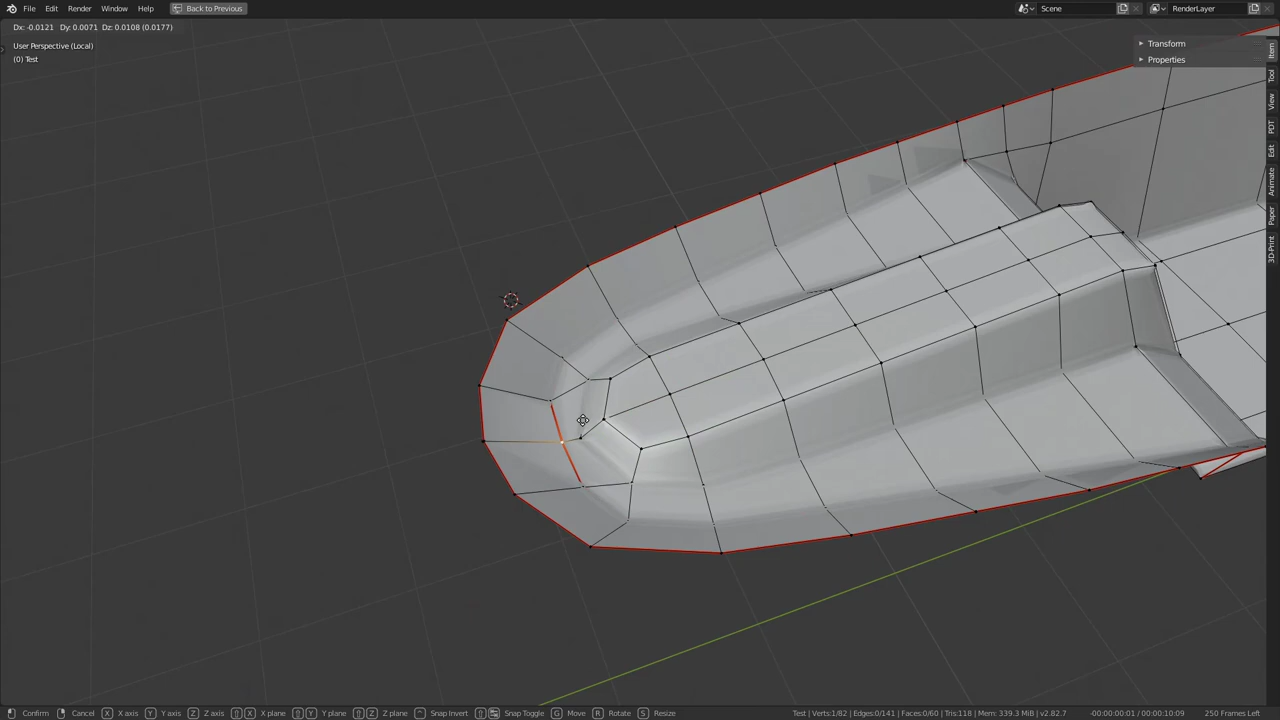 File Edit Render Window Help Back to Previous Scene RenderLayer
Dx: -0.0121 Dy: 0.0071 Dz: 0.0108 (0.0177)
User Perspective (Local)
(0) Test
Transform
Properties
Item
Tool
View
PDT
Edit
Animate
Paper
3D-Print
Confirm Cancel X X axis Y Y axis Z Z axis X X plane Y Y plane Z Z plane Snap Invert Snap Toggle G Move R Rotate S Resize Test | Verts:1/82 | Edges:0/141 | Faces:0/60 | Tris:118 | Mem: 339.3 MiB | v2.82.7 -00:00:00:01 / 00:00:10:09 250 Frames Left